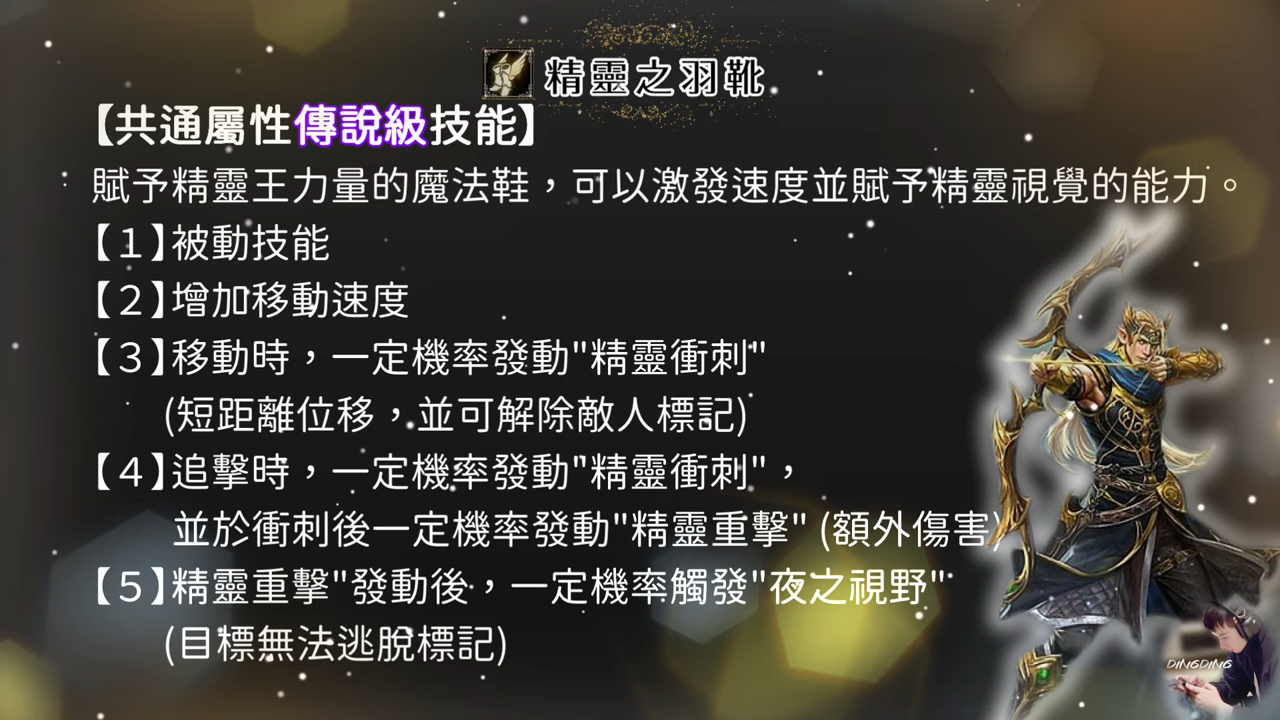 精靈之羽靴
【共通屬性傳說級技能】
賦予精靈王力量的魔法鞋，可以激發速度並賦予精靈視覺的能力。
【１】被動技能
【２】增加移動速度
【３】移動時，一定機率發動"精靈衝刺"
(短距離位移，並可解除敵人標記)
【４】追擊時，一定機率發動"精靈衝刺"，
並於衝刺後一定機率發動"精靈重擊" (額外傷害)
【５】精靈重擊"發動後，一定機率觸發"夜之視野"
(目標無法逃脫標記)
DINGDING